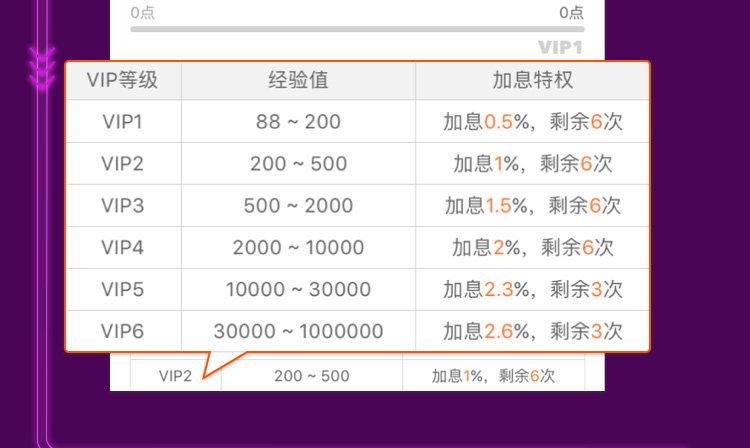 0点 0点
VIP1
VIP等级 经验值 加息特权
VIP1 88 ~ 200 加息0.5%，剩余6次
VIP2 200 ~ 500 加息1%，剩余6次
VIP3 500 ~ 2000 加息1.5%，剩余6次
VIP4 2000 ~ 10000 加息2%，剩余6次
VIP5 10000 ~ 30000 加息2.3%，剩余3次
VIP6 30000 ~ 1000000 加息2.6%，剩余3次
VIP2 200 ~ 500 加息1%，剩余6次